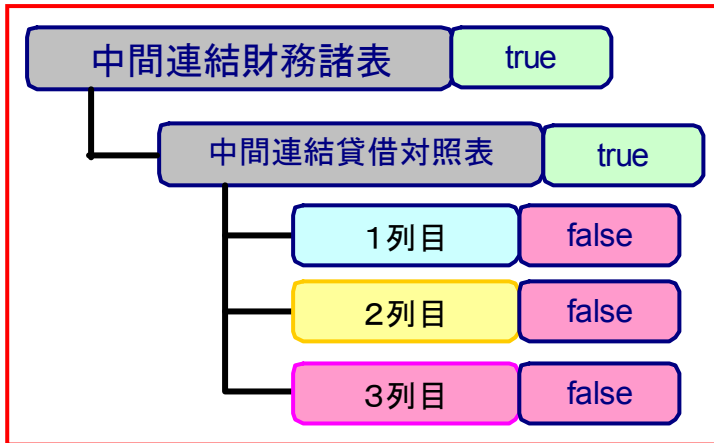 中間連結財務諸表 true
中間連結貸借対照表 true
1列目 false
2列目 false
3列目 false